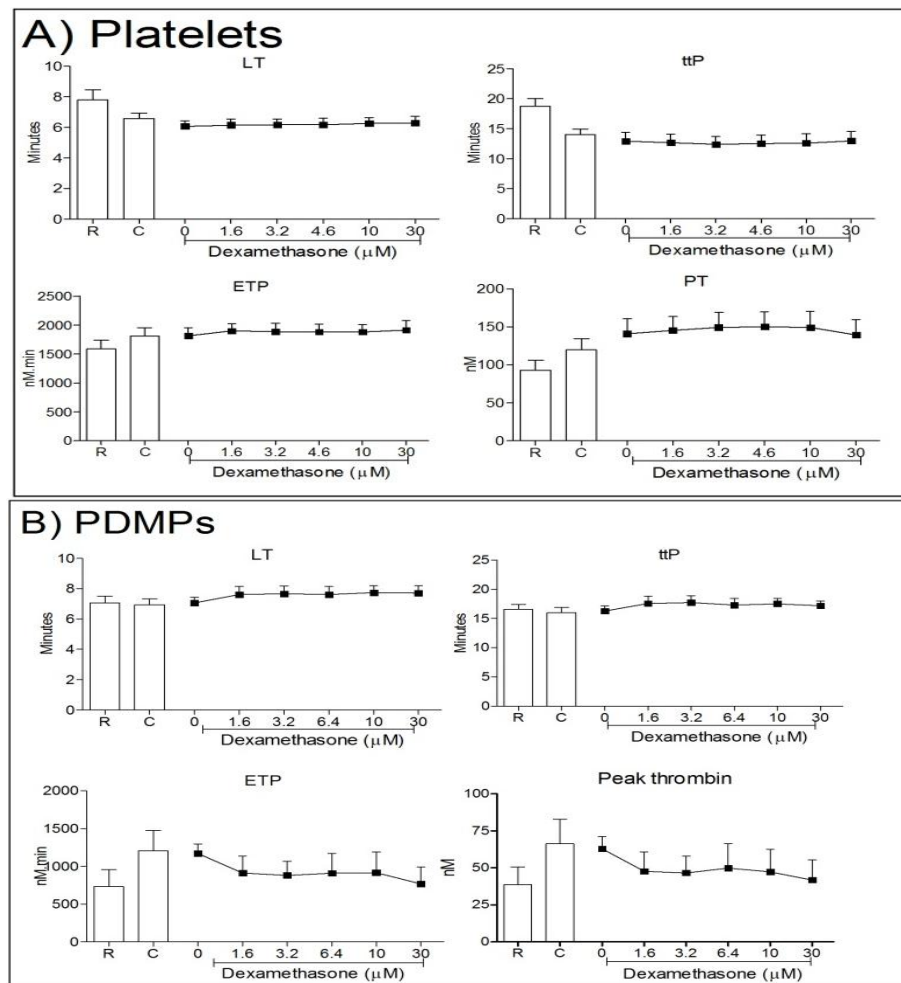 A) Platelets
LT
10
8
6
4
2
0
Minutes
R C 0 1.6 3.2 4.6 10 30
Dexamethasone (μM)
ttP
25
20
15
10
5
0
Minutes
R C 0 1.6 3.2 4.6 10 30
Dexamethasone (μM)
ETP
2500
2000
1500
1000
500
0
nM.min
R C 0 1.6 3.2 4.6 10 30
Dexamethasone (μM)
PT
200
150
100
50
0
nM
R C 0 1.6 3.2 4.6 10 30
Dexamethasone (μM)
B) PDMPs
LT
10
8
6
4
2
0
Minutes
R C 0 1.6 3.2 6.4 10 30
Dexamethasone (μM)
ttP
25
20
15
10
5
0
Minutes
R C 0 1.6 3.2 6.4 10 30
Dexamethasone (μM)
ETP
2000
1500
1000
500
0
nM.min
R C 0 1.6 3.2 6.4 10 30
Dexamethasone (μM)
Peak thrombin
100
75
50
25
0
nM
R C 0 1.6 3.2 6.4 10 30
Dexamethasone (μM)